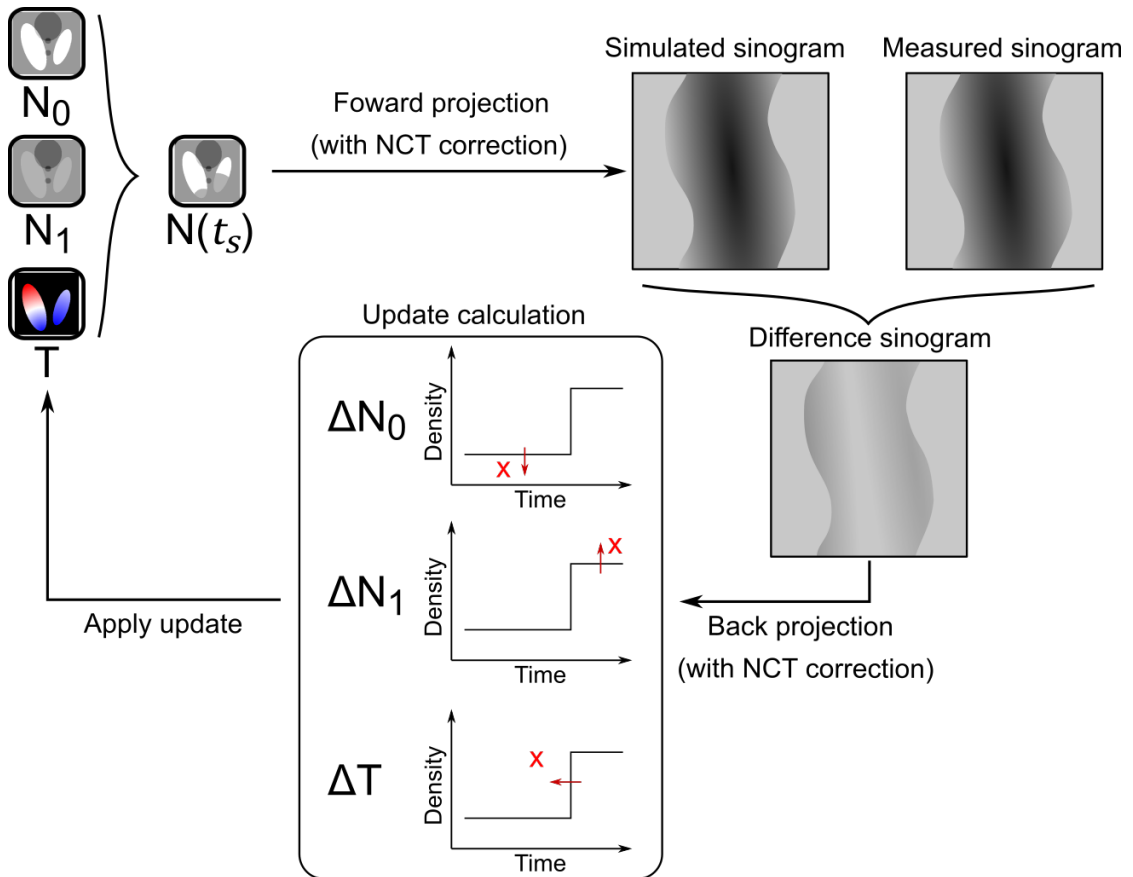 N₀
N₁
T
N(tₛ)
Foward projection
(with NCT correction)
Simulated sinogram
Measured sinogram
Difference sinogram
Back projection
(with NCT correction)
Update calculation
ΔN₀
Density
x
Time
ΔN₁
Density
x
Time
ΔT
Density
x
Time
Apply update